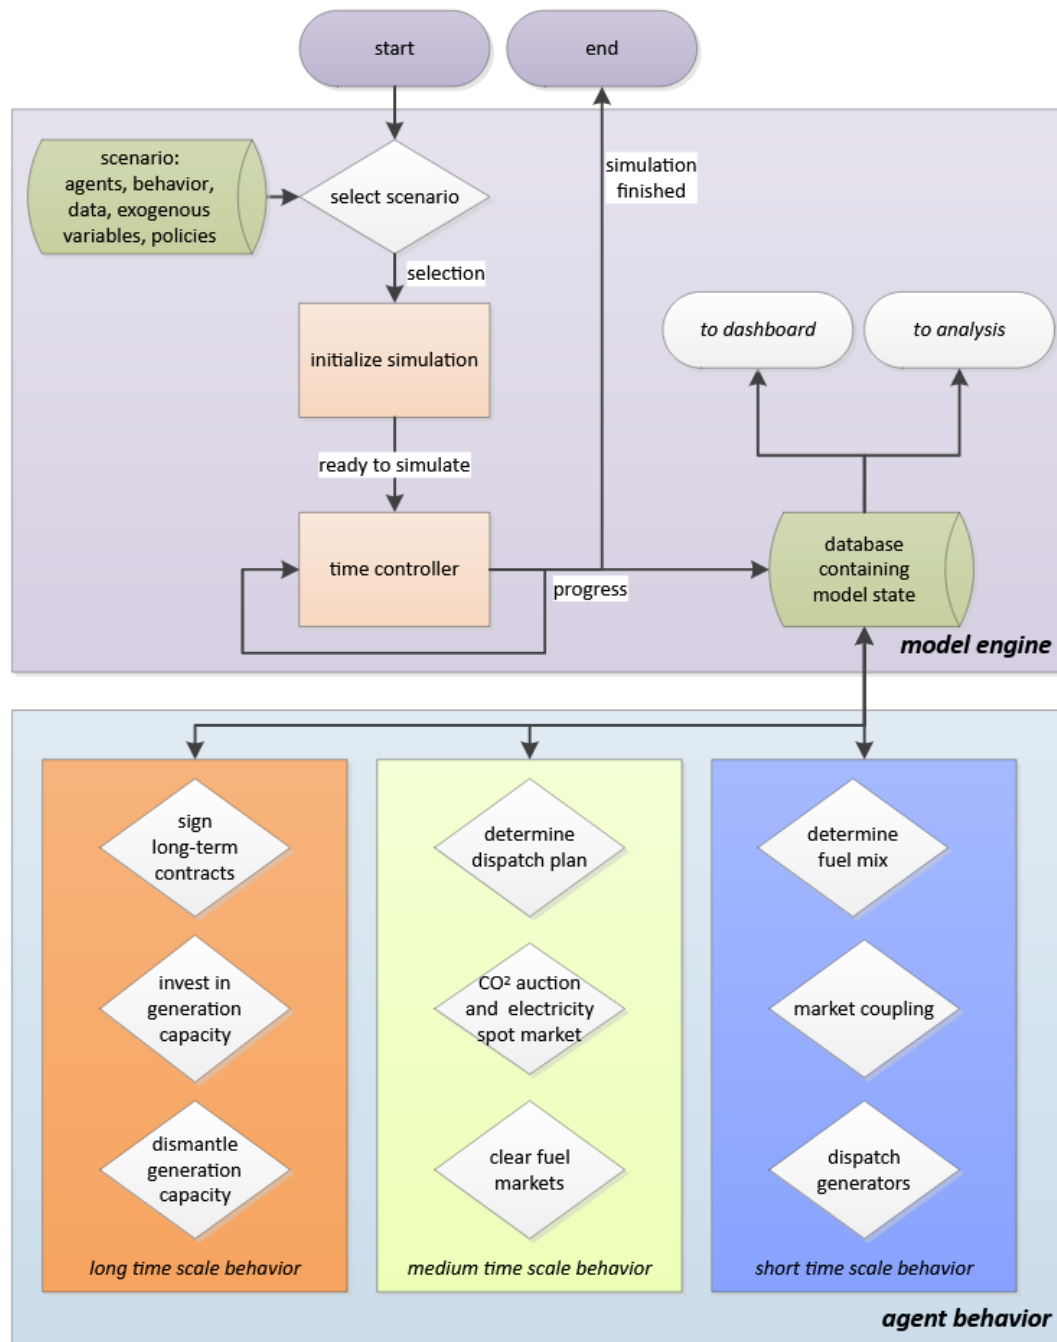 start
end
scenario:
agents, behavior,
data, exogenous
variables, policies
select scenario
simulation
finished
selection
to dashboard
to analysis
initialize simulation
ready to simulate
time controller
progress
database
containing
model state
model engine
sign
long-term
contracts
invest in
generation
capacity
dismantle
generation
capacity
long time scale behavior
determine
dispatch plan
CO² auction
and electricity
spot market
clear fuel
markets
medium time scale behavior
determine
fuel mix
market coupling
dispatch
generators
short time scale behavior
agent behavior